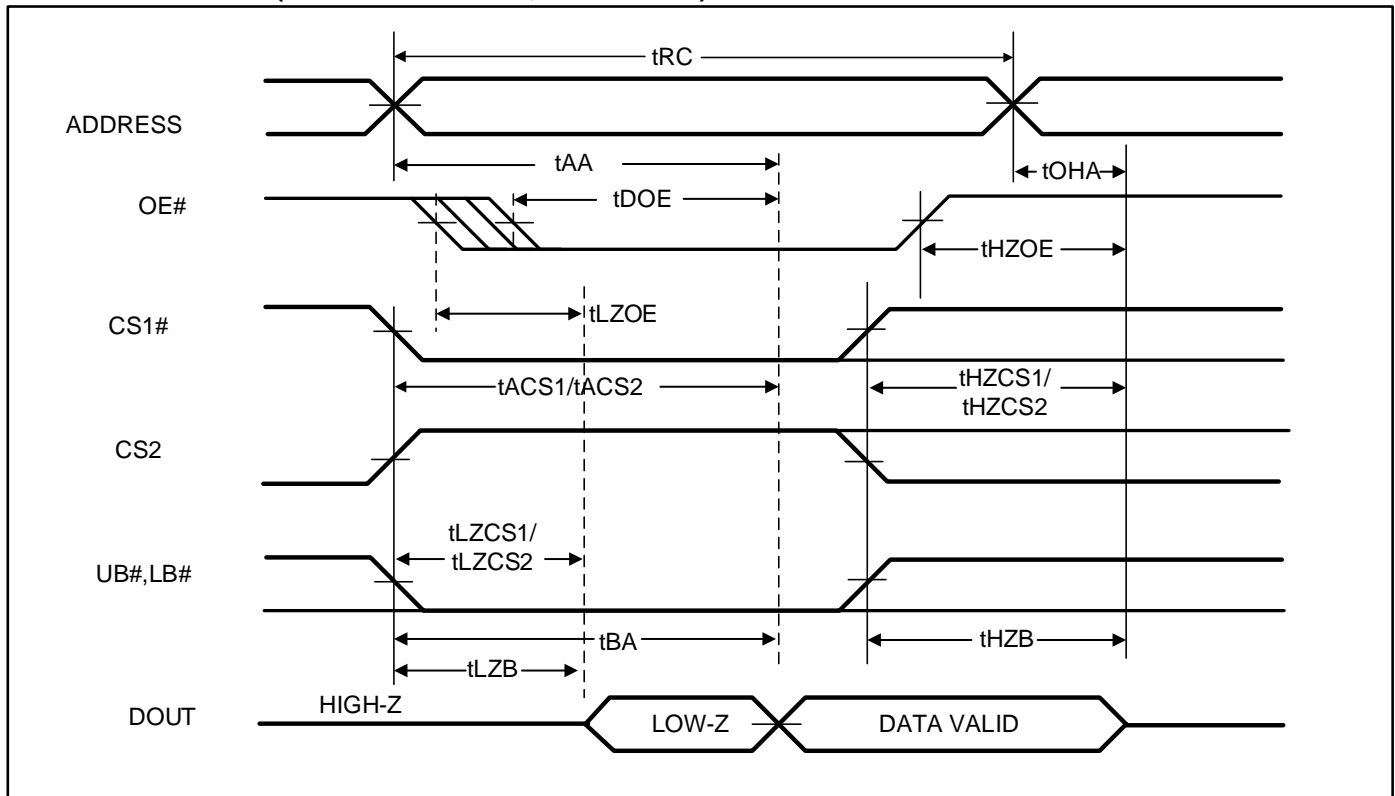 tRC
ADDRESS
tAA
tOHA
OE#
tDOE
tHZOE
tLZOE
CS1#
tACS1/tACS2
tHZCS1/
tHZCS2
CS2
tLZCS1/
tLZCS2
UB#,LB#
tBA
tHZB
tLZB
HIGH-Z
DOUT
LOW-Z
DATA VALID